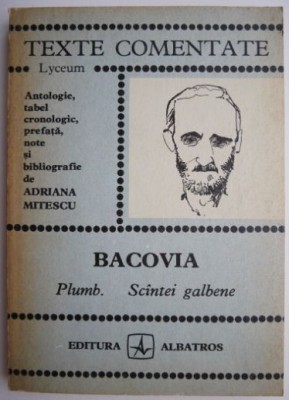 TEXTE COMENTATE
Lyceum
Antologie,
tabel
cronologic,
prefață,
note
și
bibliografie
de
ADRIANA
MITESCU
BACOVIA
Plumb. Scîntei galbene
EDITURA ALBATROS